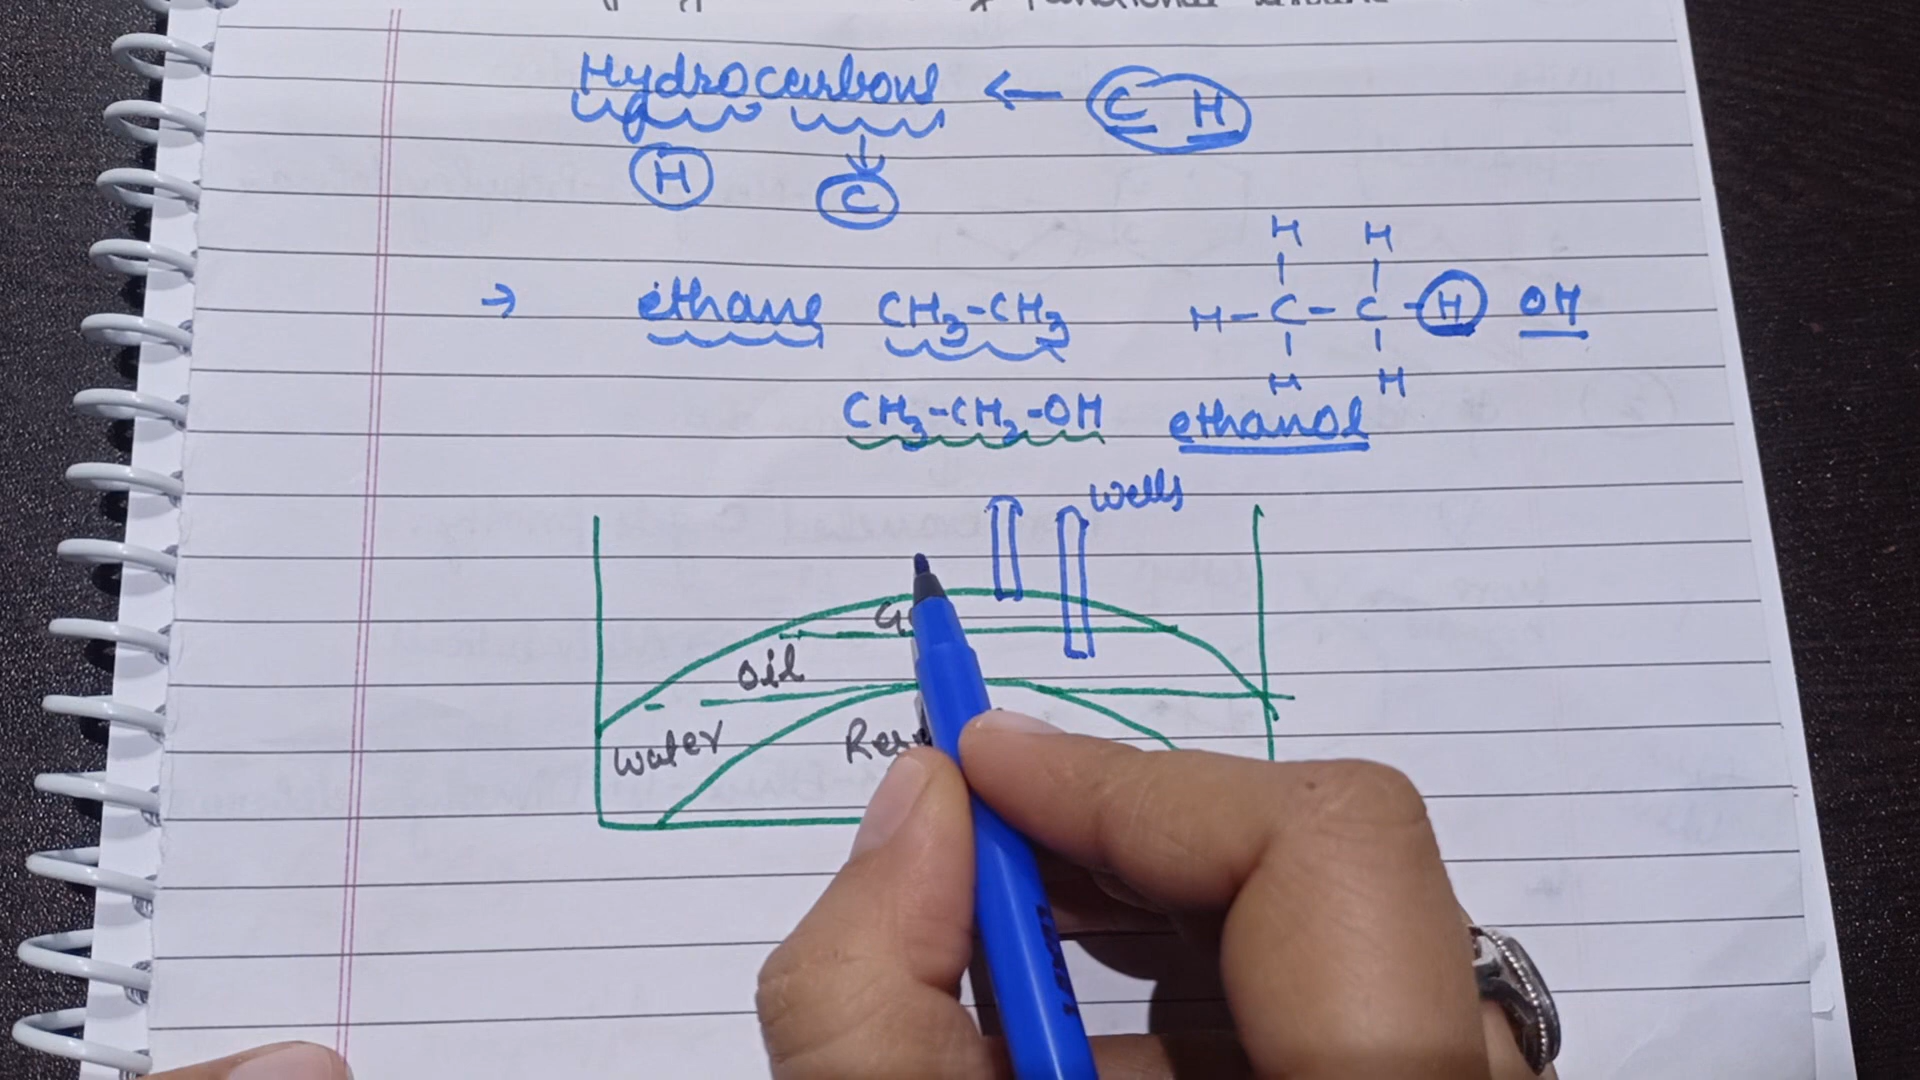 Hydrocarbons ← C H
H C
H H
→ ethane CH3-CH3 H-C-C-H OH
H H
CH3-CH2-OH ethanol
wells
oil
water